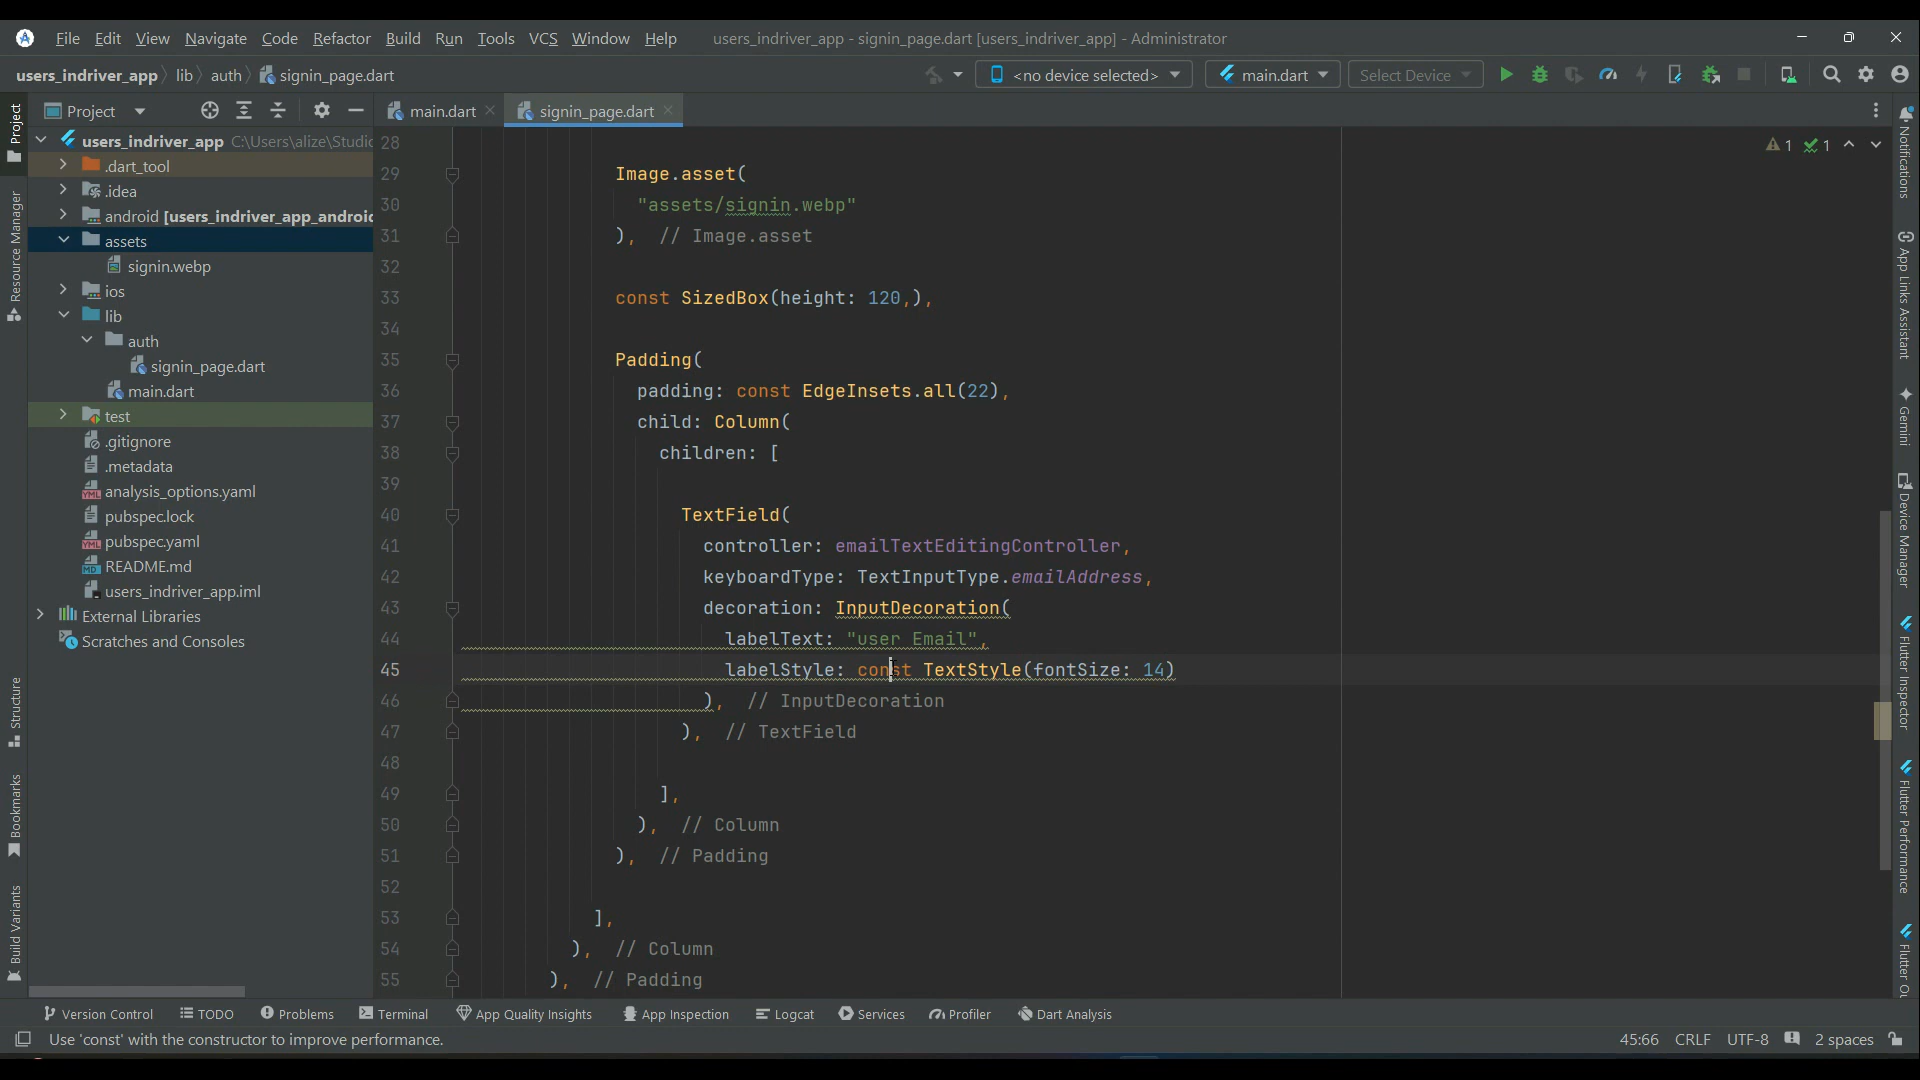 File Edit View Navigate Code Refactor Build Run Tools VCS Window Help users_indriver_app - signin_page.dart [users_indriver_app] - Administrator
users_indriver_app lib auth signin_page.dart <no device selected> main.dart Select Device
Project
main.dart signin_page.dart
users_indriver_app C:\Users\alize\Studio
.dart_tool
.idea
android [users_indriver_app_android
assets
signin.webp
ios
lib
auth
signin_page.dart
main.dart
test
.gitignore
.metadata
analysis_options.yaml
pubspec.lock
pubspec.yaml
README.md
users_indriver_app.iml
External Libraries
Scratches and Consoles
Project
Resource Manager
Structure
Bookmarks
Build Variants
1 1
28
29 Image.asset(
30 "assets/signin.webp"
31 ), // Image.asset
32
33 const SizedBox(height: 120,),
34
35 Padding(
36 padding: const EdgeInsets.all(22),
37 child: Column(
38 children: [
39
40 TextField(
41 controller: emailTextEditingController,
42 keyboardType: TextInputType.emailAddress,
43 decoration: InputDecoration(
44 labelText: "user Email",
45 labelStyle: const TextStyle(fontSize: 14)
46 ), // InputDecoration
47 ), // TextField
48
49 ],
50 ), // Column
51 ), // Padding
52
53 ],
54 ), // Column
55 ), // Padding
Notifications
App Links Assistant
Gemini
Device Manager
Flutter Inspector
Flutter Performance
Flutter Ou
Version Control TODO Problems Terminal App Quality Insights App Inspection Logcat Services Profiler Dart Analysis
Use 'const' with the constructor to improve performance. 45:66 CRLF UTF-8 2 spaces